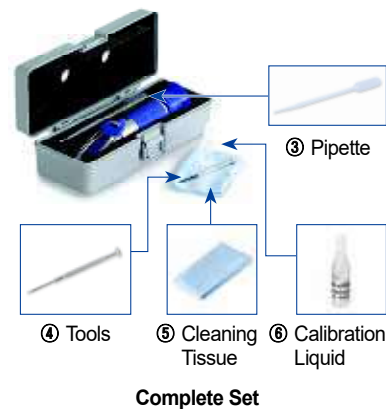 ③ Pipette
④ Tools
⑤ Cleaning
Tissue
⑥ Calibration
Liquid
Complete Set